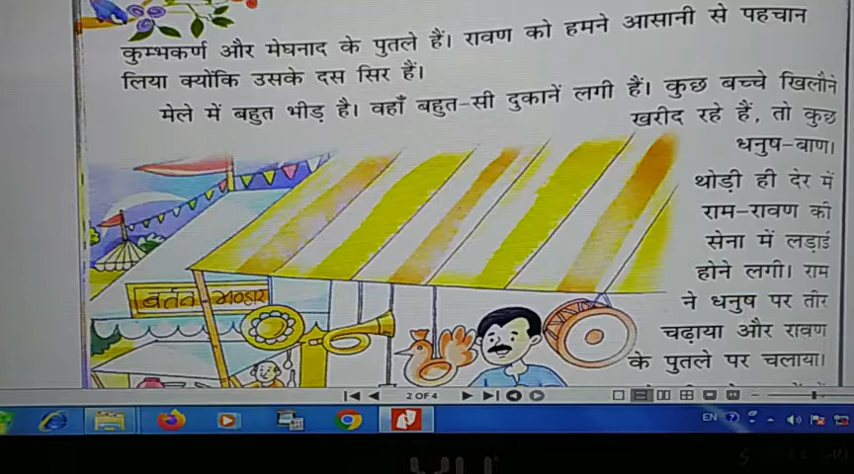 कुम्भकर्ण और मेघनाद के पुतले हैं। रावण को हमने आसानी से पहचान
लिया क्योंकि उसके दस सिर हैं।
मेले में बहुत भीड़ है। वहाँ बहुत-सी दुकानें लगी हैं। कुछ बच्चे खिलौने
खरीद रहे हैं, तो कुछ
धनुष-बाण।
थोड़ी ही देर में
राम-रावण की
सेना में लड़ाई
होने लगी। राम
ने धनुष पर तीर
चढ़ाया और रावण
के पुतले पर चलाया।
बर्तन भण्डार
2 OF 4
EN